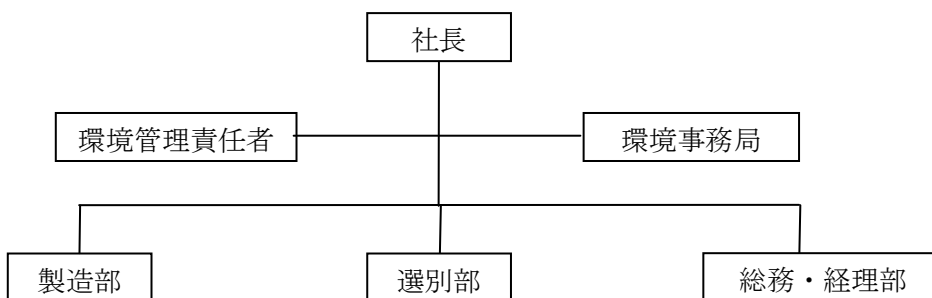 社長
環境管理責任者
環境事務局
製造部
選別部
総務・経理部